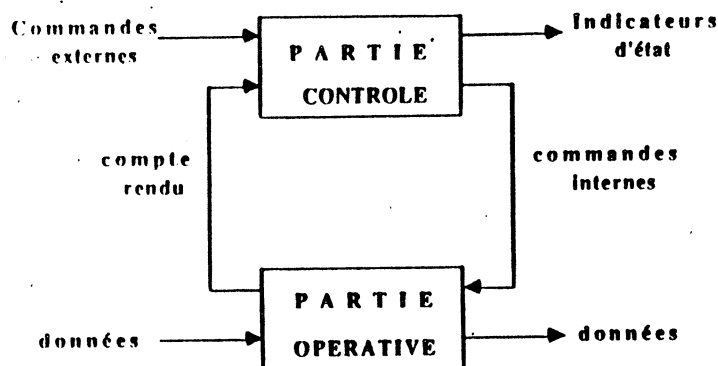 Commandes
externes
PARTIE
CONTROLE
Indicateurs
d'état
compte
rendu
commandes
internes
PARTIE
OPERATIVE
données
données